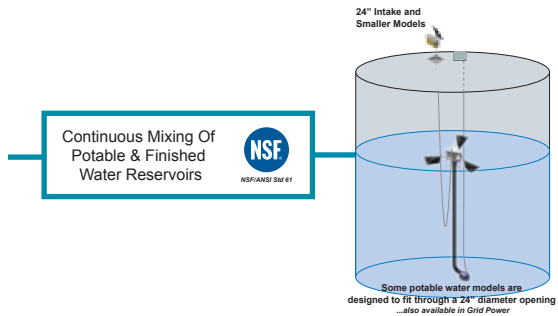 24" Intake and
Smaller Models
Continuous Mixing Of
Potable & Finished
Water Reservoirs
NSF.
NSF/ANSI Std 61
Some potable water models are
designed to fit through a 24" diameter opening
...also available in Grid Power